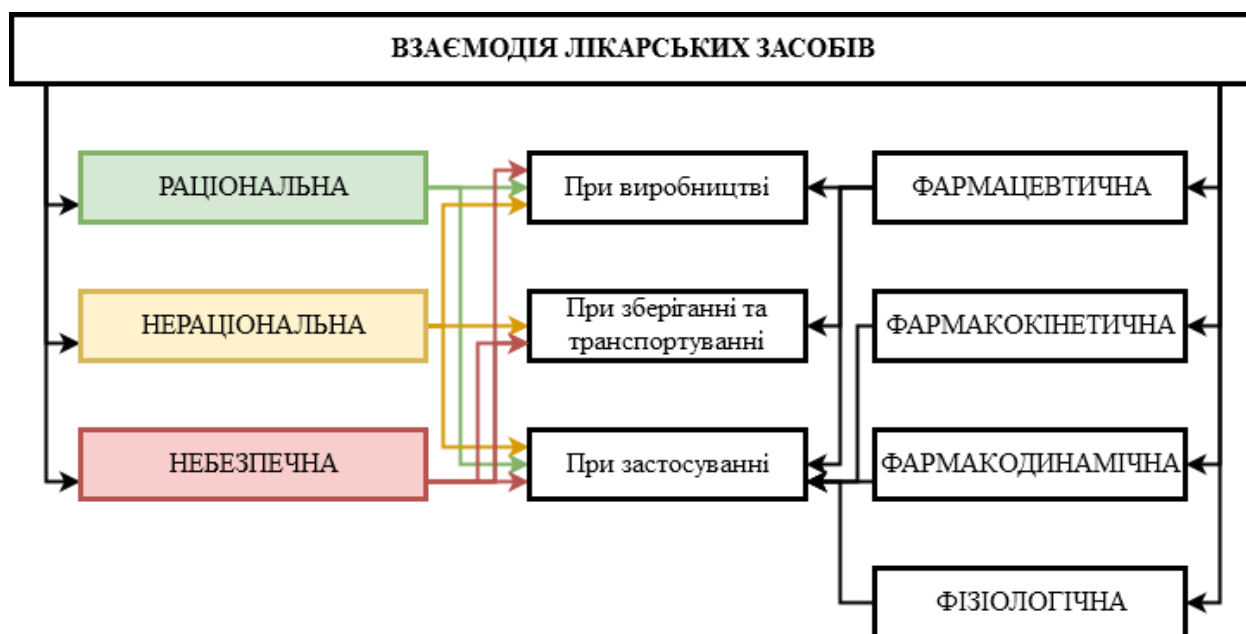 ВЗАЄМОДІЯ ЛІКАРСЬКИХ ЗАСОБІВ
РАЦІОНАЛЬНА
При виробництві
ФАРМАЦЕВТИЧНА
НЕРАЦІОНАЛЬНА
При зберіганні та
транспортуванні
ФАРМАКОКІНЕТИЧНА
НЕБЕЗПЕЧНА
При застосуванні
ФАРМАКОДИНАМІЧНА
ФІЗІОЛОГІЧНА